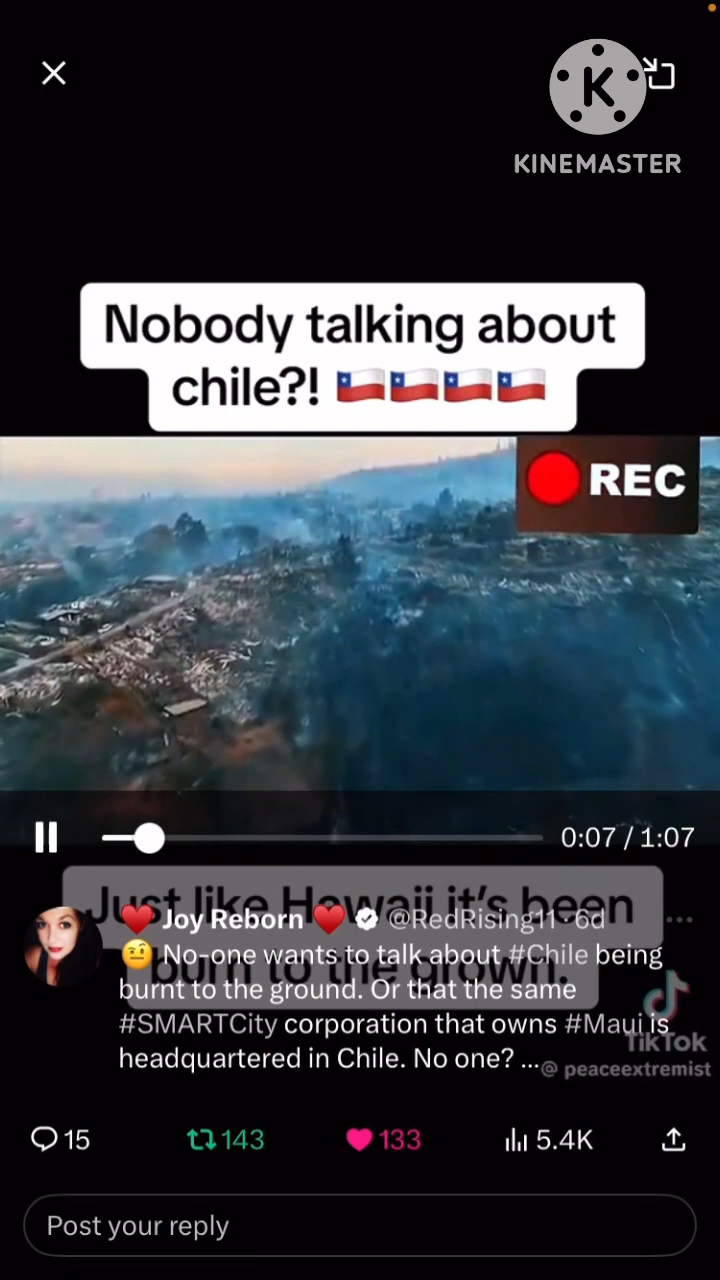 K
KINEMASTER
Nobody talking about
chile?! 🇨🇱🇨🇱🇨🇱🇨🇱
REC
0:07 / 1:07
Just like Hawaii it's been
burn to the grown.
♥️ Joy Reborn ♥️ @RedRising11 · 6d
🤨 No-one wants to talk about #Chile being
burnt to the ground. Or that the same
#SMARTCity corporation that owns #Maui is
headquartered in Chile. No one? ...
TikTok
@ peaceextremist
15 143 133 5.4K
Post your reply